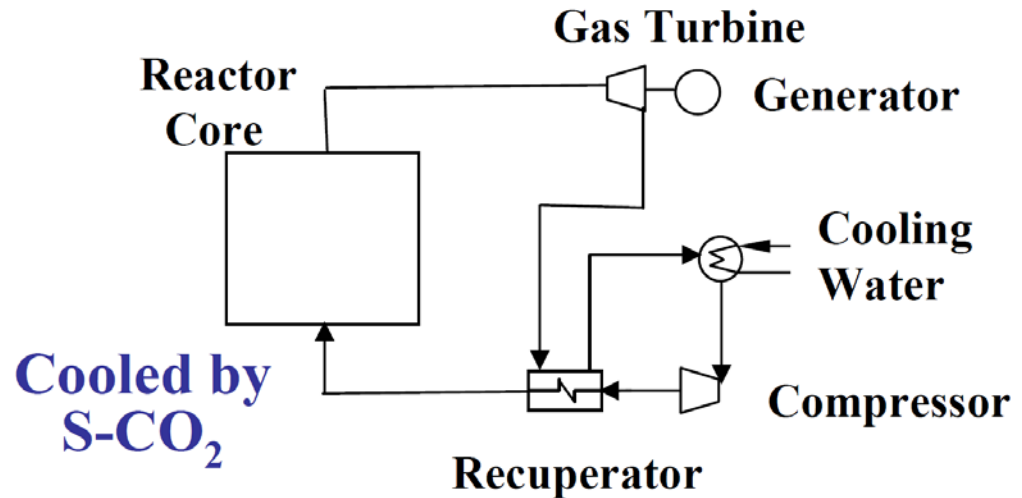 Gas Turbine
Reactor
Core
Generator
Cooling
Water
Cooled by
S-CO₂
Compressor
Recuperator